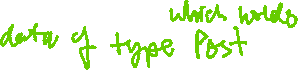 which holds
data of type Post